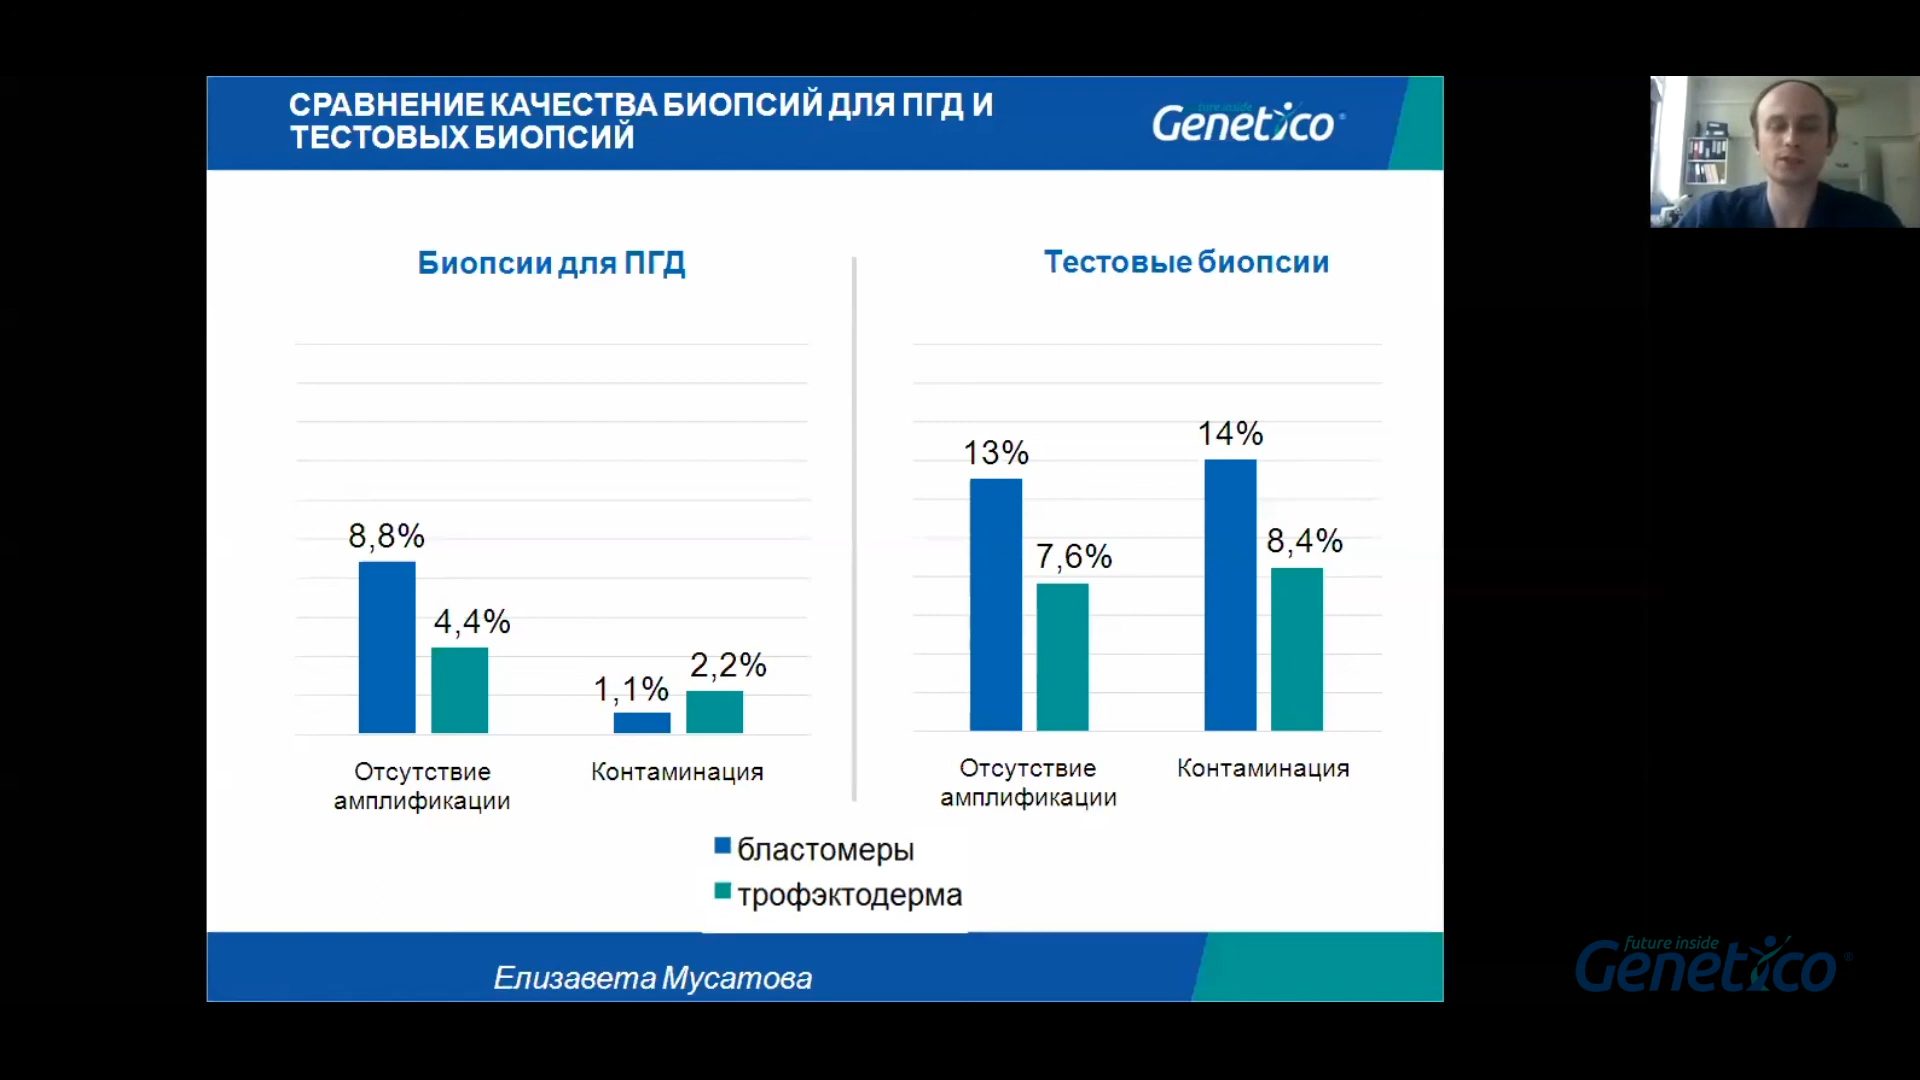 СРАВНЕНИЕ КАЧЕСТВА БИОПСИЙ ДЛЯ ПГД И
ТЕСТОВЫХ БИОПСИЙ
Genetico
Биопсии для ПГД
Тестовые биопсии
8,8%
4,4%
1,1%
2,2%
Отсутствие
амплификации
Контаминация
13%
7,6%
14%
8,4%
Отсутствие
амплификации
Контаминация
бластомеры
трофэктодерма
Елизавета Мусатова
future inside
Genetico®